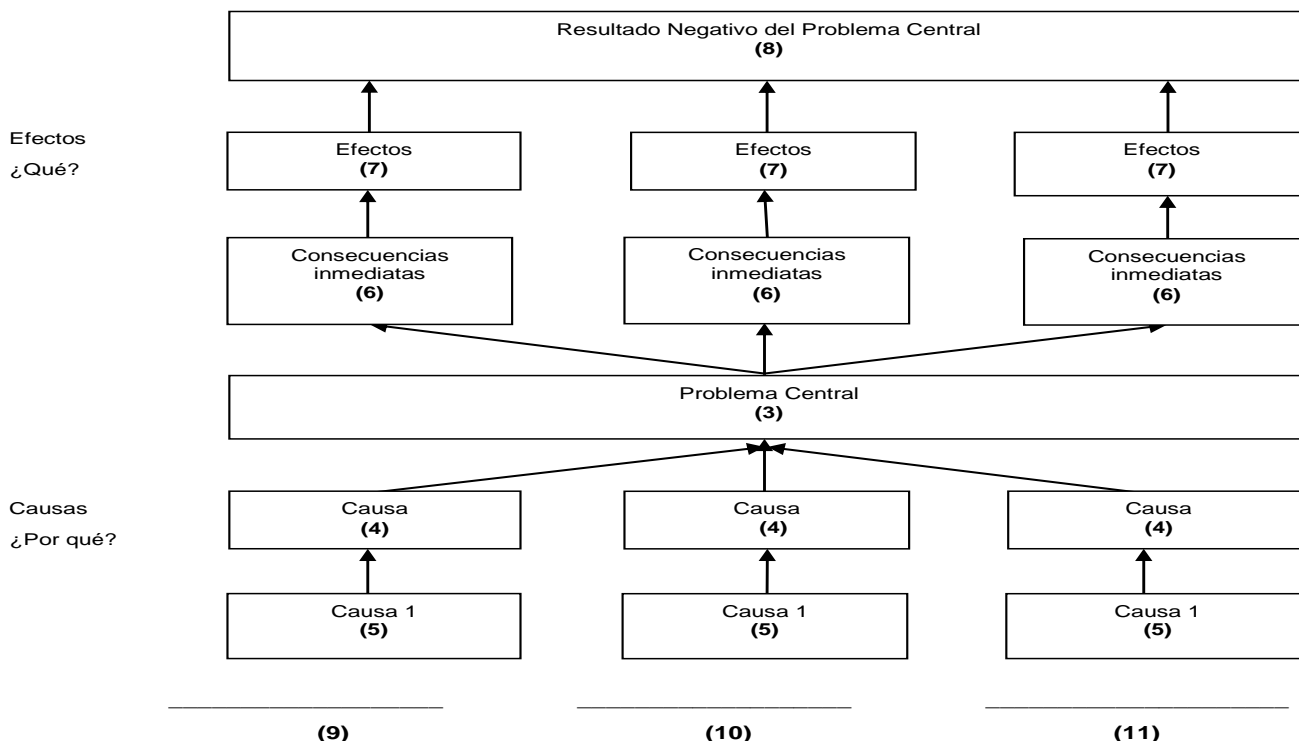 Resultado Negativo del Problema Central
(8)
Efectos
¿Qué?
Efectos
(7)
Efectos
(7)
Efectos
(7)
Consecuencias
inmediatas
(6)
Consecuencias
inmediatas
(6)
Consecuencias
inmediatas
(6)
Problema Central
(3)
Causas
¿Por qué?
Causa
(4)
Causa
(4)
Causa
(4)
Causa 1
(5)
Causa 1
(5)
Causa 1
(5)
(9)
(10)
(11)